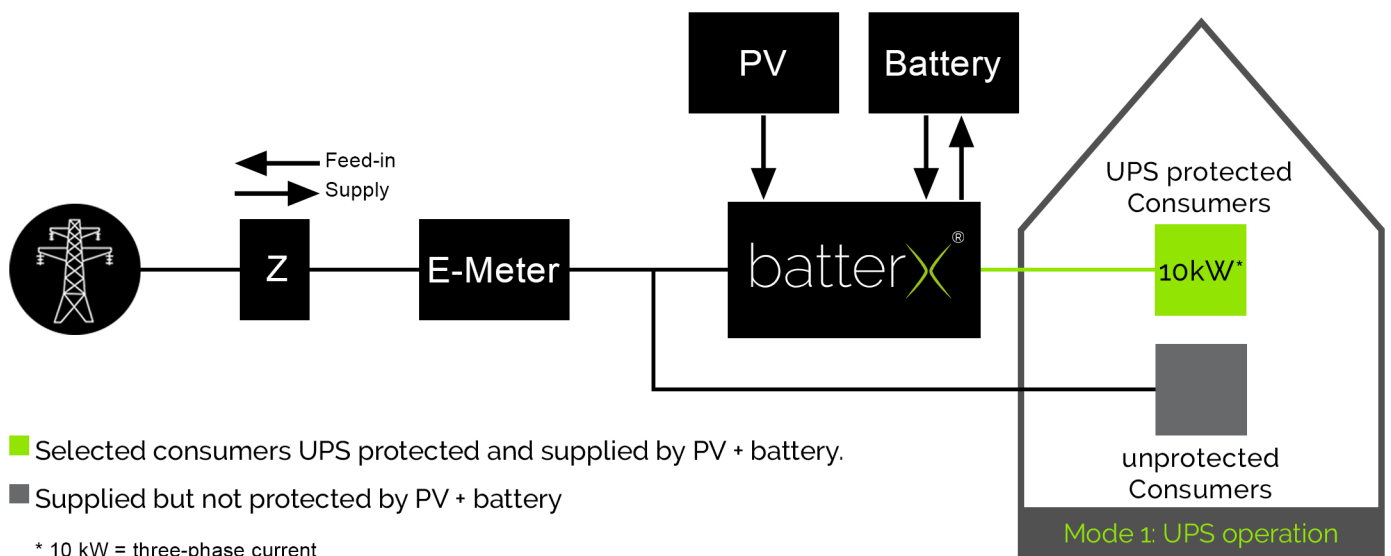 PV
Battery
Feed-in
Supply
UPS protected
Consumers
Z
E-Meter
batterX®
10kW*
Selected consumers UPS protected and supplied by PV + battery.
Supplied but not protected by PV + battery
unprotected
Consumers
Mode 1: UPS operation
* 10 kW = three-phase current